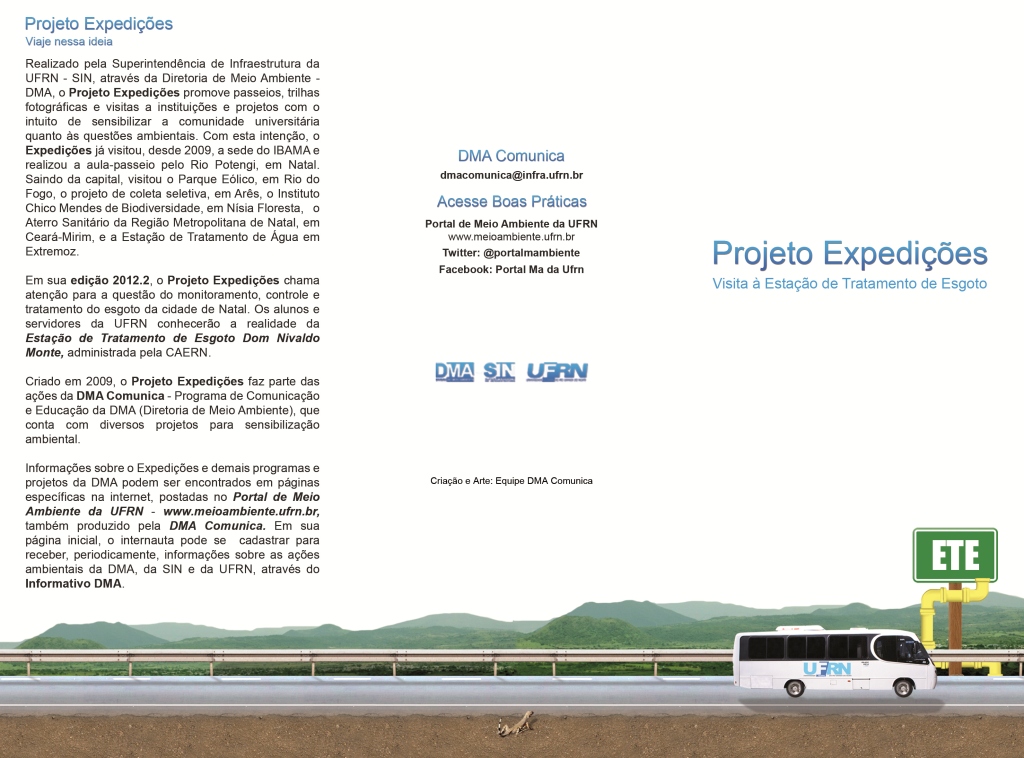 Projeto Expedições
Viaje nessa ideia
Realizado pela Superintendência de Infraestrutura da
UFRN - SIN, através da Diretoria de Meio Ambiente -
DMA, o Projeto Expedições promove passeios, trilhas
fotográficas e visitas a instituições e projetos com o
intuito de sensibilizar a comunidade universitária
quanto às questões ambientais. Com esta intenção, o
Expedições já visitou, desde 2009, a sede do IBAMA e
realizou a aula-passeio pelo Rio Potengi, em Natal.
Saindo da capital, visitou o Parque Eólico, em Rio do
Fogo, o projeto de coleta seletiva, em Arês, o Instituto
Chico Mendes de Biodiversidade, em Nísia Floresta, o
Aterro Sanitário da Região Metropolitana de Natal, em
Ceará-Mirim, e a Estação de Tratamento de Água em
Extremoz.
Em sua edição 2012.2, o Projeto Expedições chama
atenção para a questão do monitoramento, controle e
tratamento do esgoto da cidade de Natal. Os alunos e
servidores da UFRN conhecerão a realidade da
Estação de Tratamento de Esgoto Dom Nivaldo
Monte, administrada pela CAERN.
Criado em 2009, o Projeto Expedições faz parte das
ações da DMA Comunica - Programa de Comunicação
e Educação da DMA (Diretoria de Meio Ambiente), que
conta com diversos projetos para sensibilização
ambiental.
Informações sobre o Expedições e demais programas e
projetos da DMA podem ser encontrados em páginas
específicas na internet, postadas no Portal de Meio
Ambiente da UFRN - www.meioambiente.ufrn.br,
também produzido pela DMA Comunica. Em sua
página inicial, o internauta pode se cadastrar para
receber, periodicamente, informações sobre as ações
ambientais da DMA, da SIN e da UFRN, através do
Informativo DMA.
DMA Comunica
dmacomunica@infra.ufrn.br
Acesse Boas Práticas
Portal de Meio Ambiente da UFRN
www.meioambiente.ufrn.br
Twitter: @portalmambiente
Facebook: Portal Ma da Ufrn
DMA SIN UFRN
Criação e Arte: Equipe DMA Comunica
Projeto Expedições
Visita à Estação de Tratamento de Esgoto
ETE
UFRN